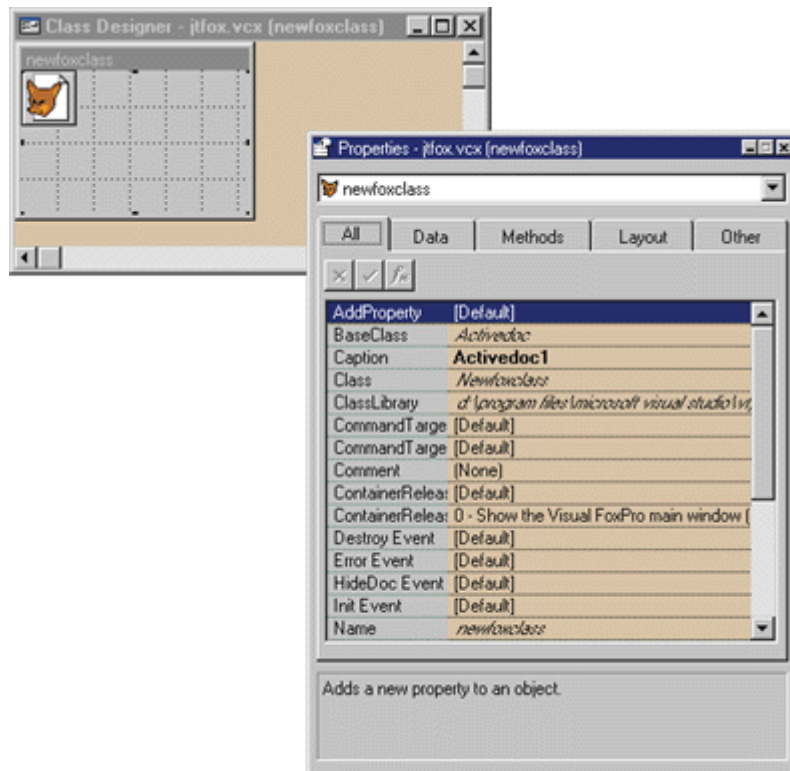 Class Designer - jtfox.vcx (newfoxclass)
newfoxclass
Properties - jtfox.vcx (newfoxclass)
newfoxclass
All Data Methods Layout Other
AddProperty [Default]
BaseClass Activedoc
Caption Activedoc1
Class Newfoxclass
ClassLibrary d:\program files\microsoft visual studio\vf
CommandTarge [Default]
CommandTarge [Default]
Comment (None)
ContainerReleas [Default]
ContainerReleas 0 - Show the Visual FoxPro main window (
Destroy Event [Default]
Error Event [Default]
HideDoc Event [Default]
Init Event [Default]
Name newfoxclass
Adds a new property to an object.